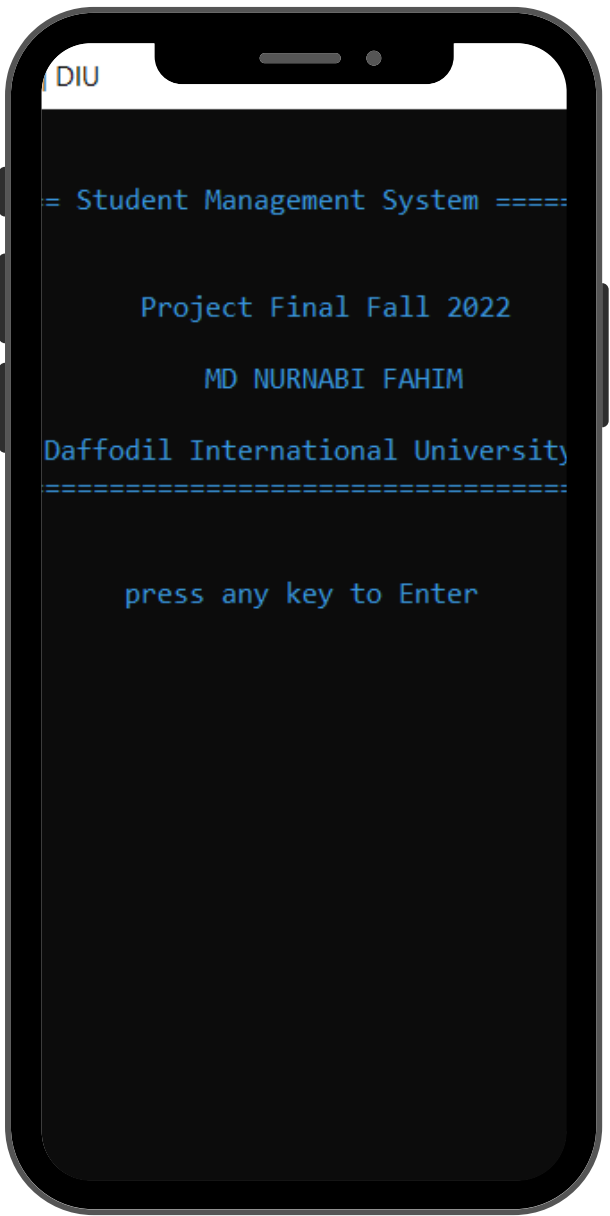 | DIU
== Student Management System =====
Project Final Fall 2022
MD NURNABI FAHIM
Daffodil International University
=================================
press any key to Enter